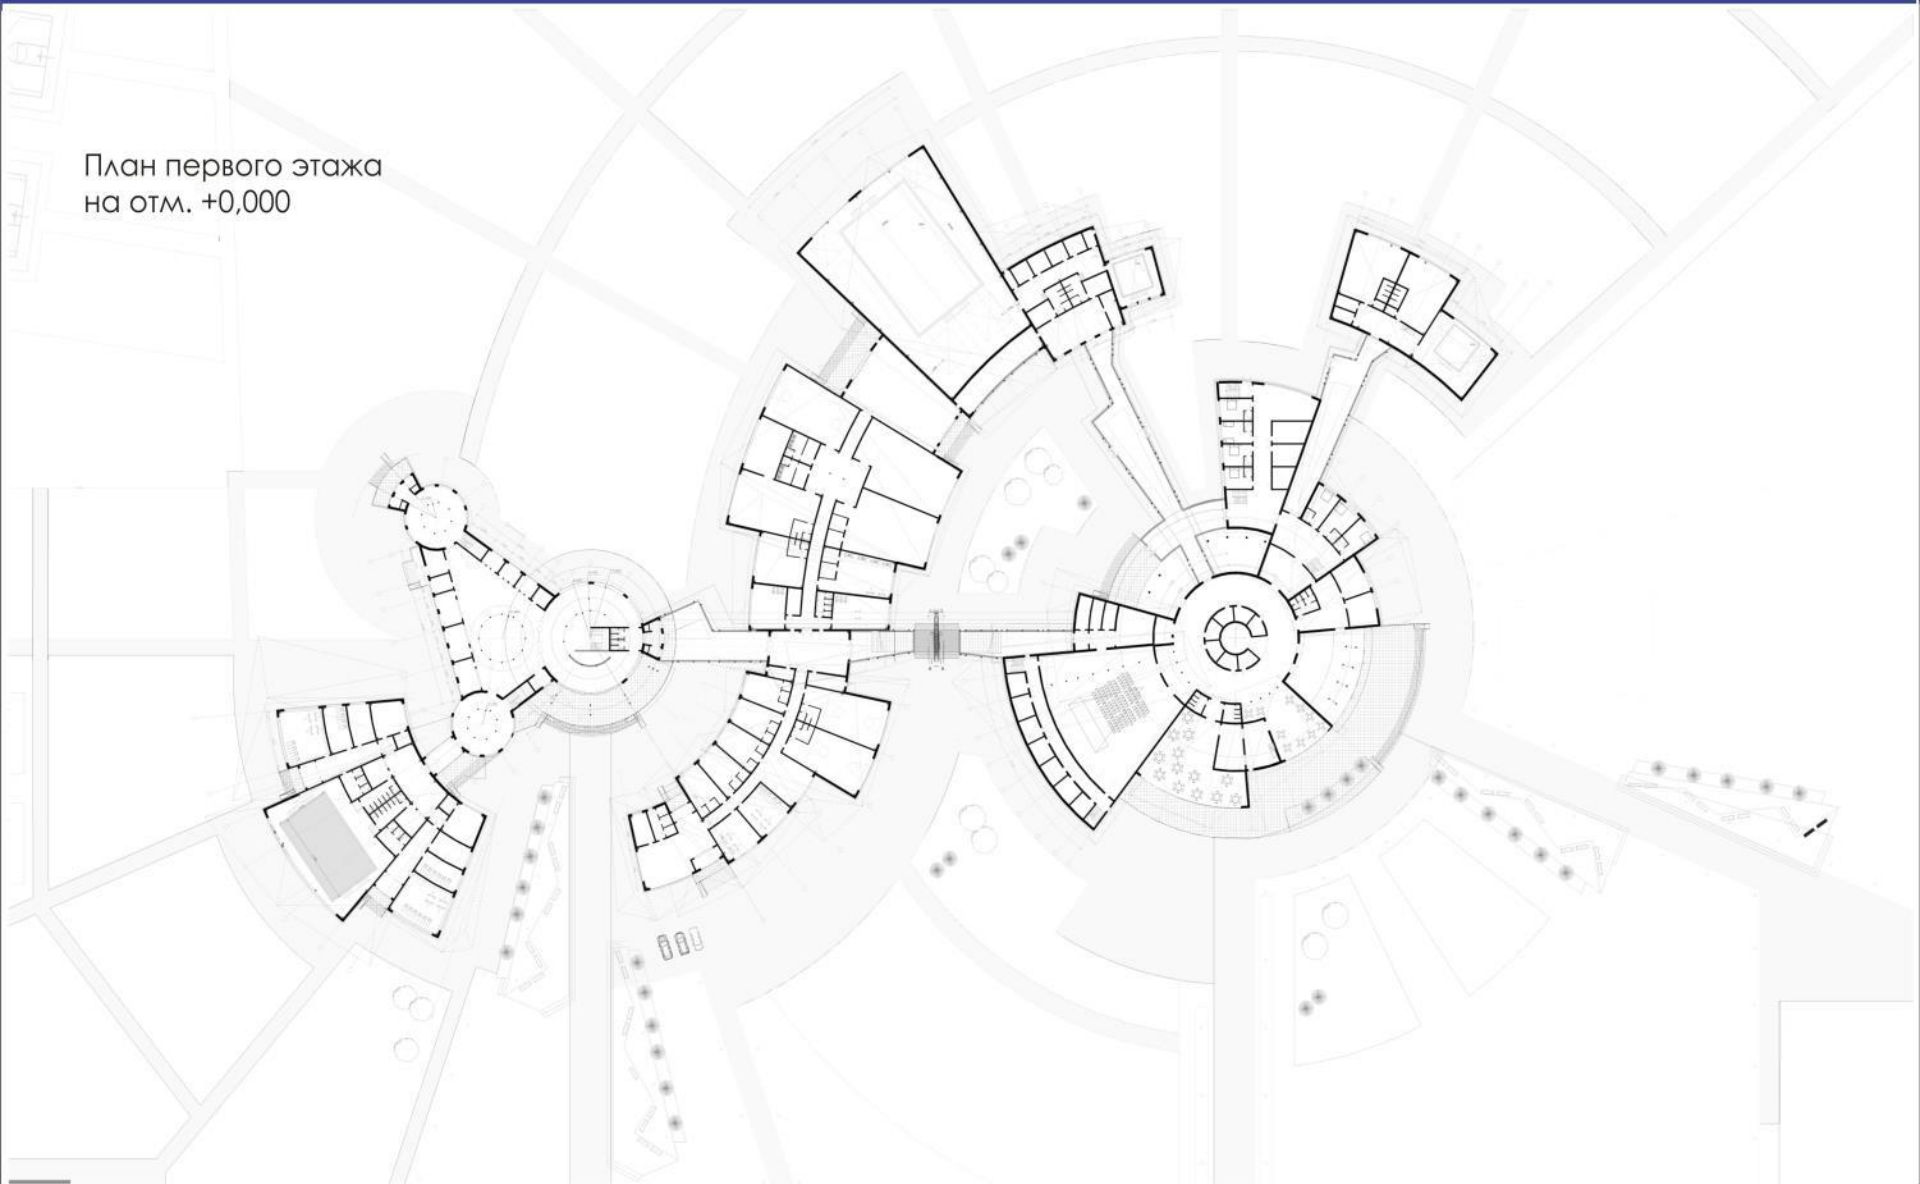 План первого этажа
на отм. +0,000